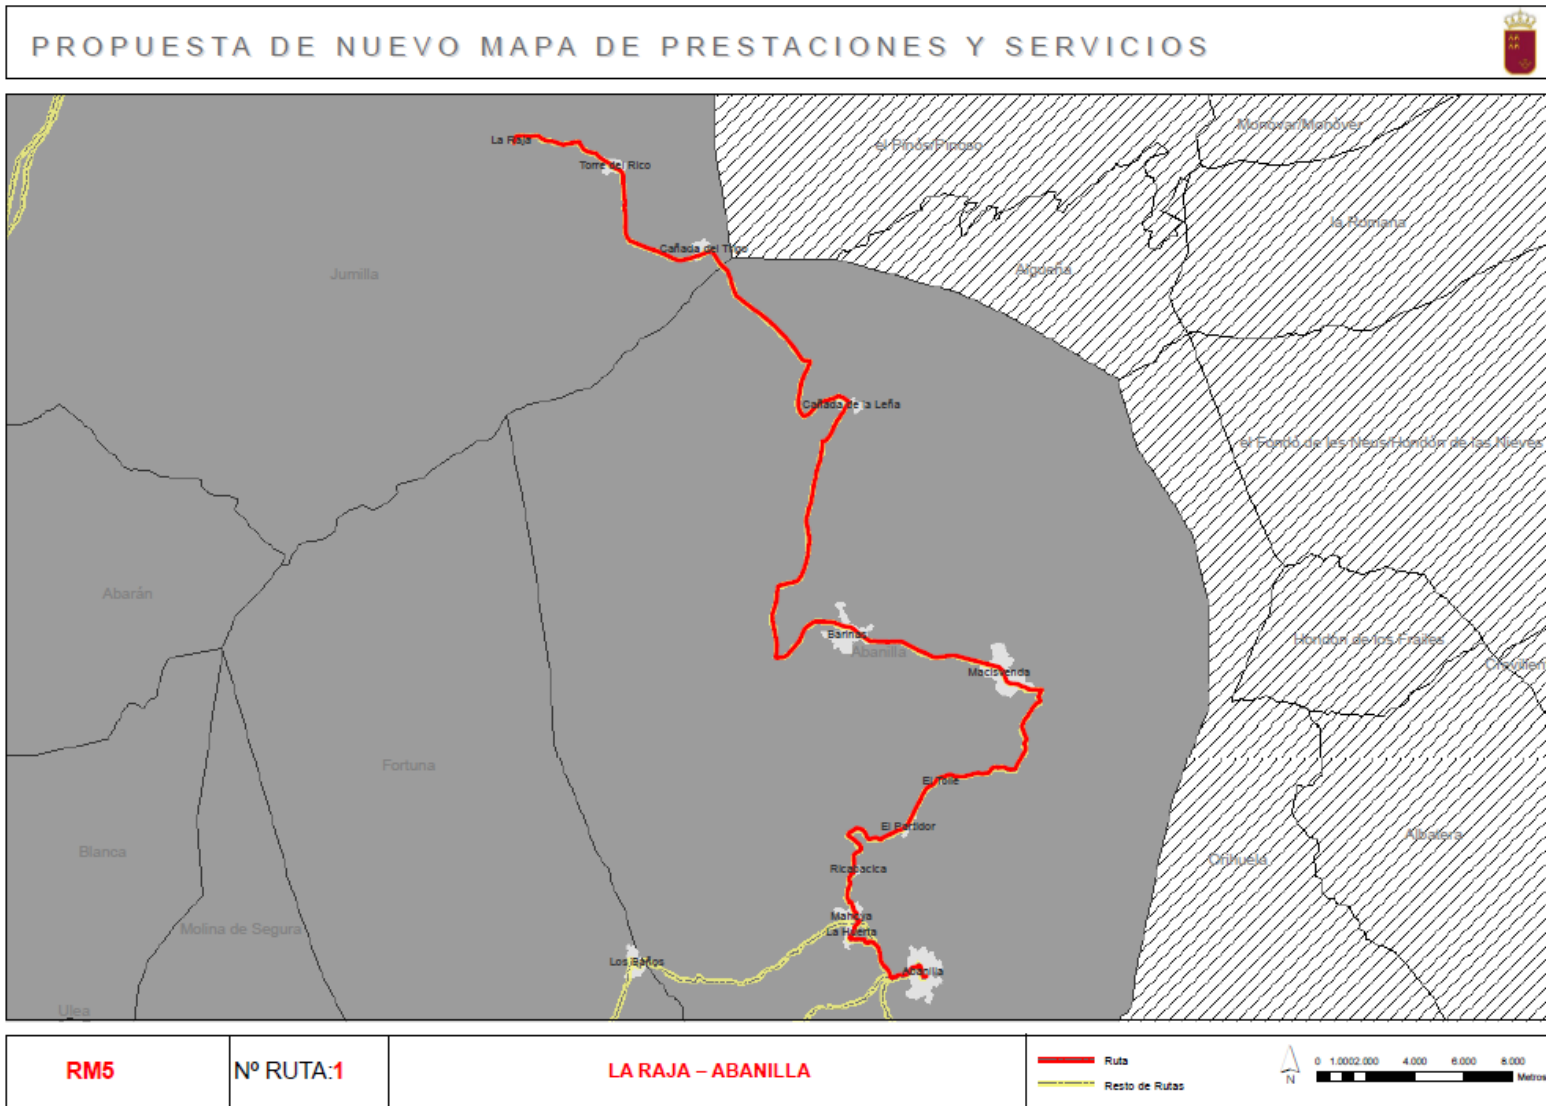 PROPUESTA DE NUEVO MAPA DE PRESTACIONES Y SERVICIOS
Monóvar/Monòver
La Raja
el Pinós/Pinoso
Torre del Rico
la Romana
Cañada del Trigo
Jumilla
Algueña
Cañada de la Leña
el Fondó de les Neus/Hondón de las Nieves
Abarán
Barinas
Hondón de los Frailes
Abanilla
Macisvenda
Crevillen
Fortuna
El Tolle
El Partidor
Albatera
Blanca
Orihuela
Ricabacica
Mahoya
Molina de Segura
La Huerta
Los Baños
Abanilla
Ulea
RM5
Nº RUTA:1
LA RAJA – ABANILLA
Ruta
Resto de Rutas
N
0 1.0002.000 4.000 6.000 8.000
Metros